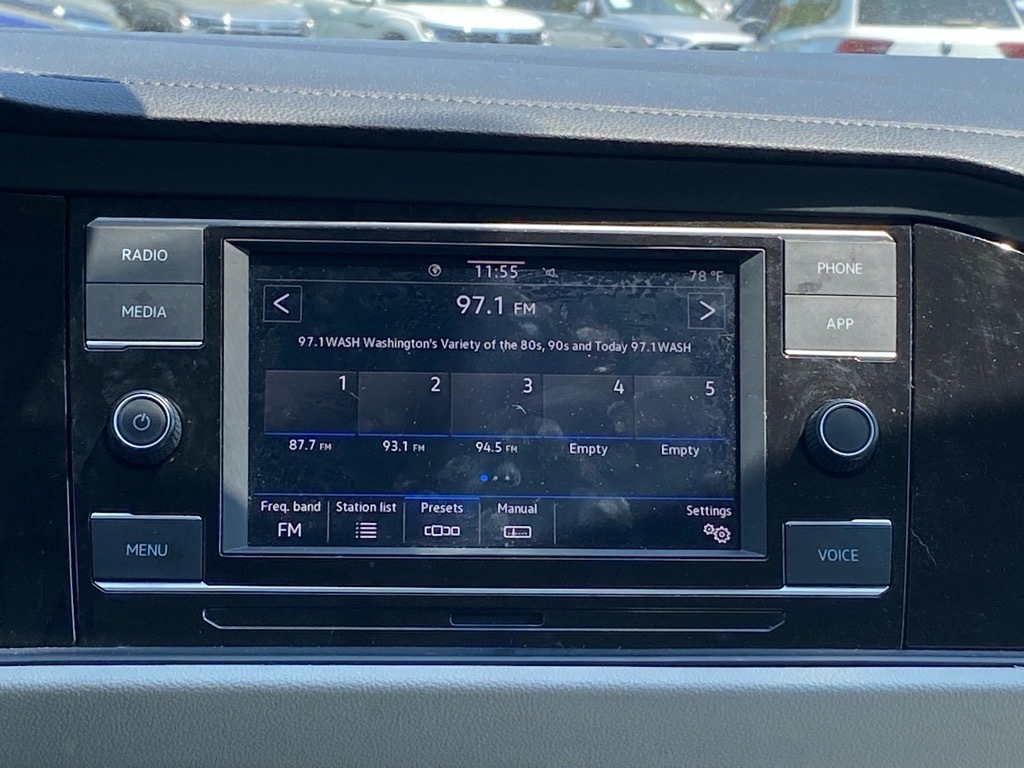 RADIO
MEDIA
MENU
11:55
78 °F
<
97.1 FM
>
97.1WASH Washington's Variety of the 80s, 90s and Today 97.1WASH
1 2 3 4 5
87.7 FM 93.1 FM 94.5 FM Empty Empty
Freq. band Station list Presets Manual Settings
FM
PHONE
APP
VOICE